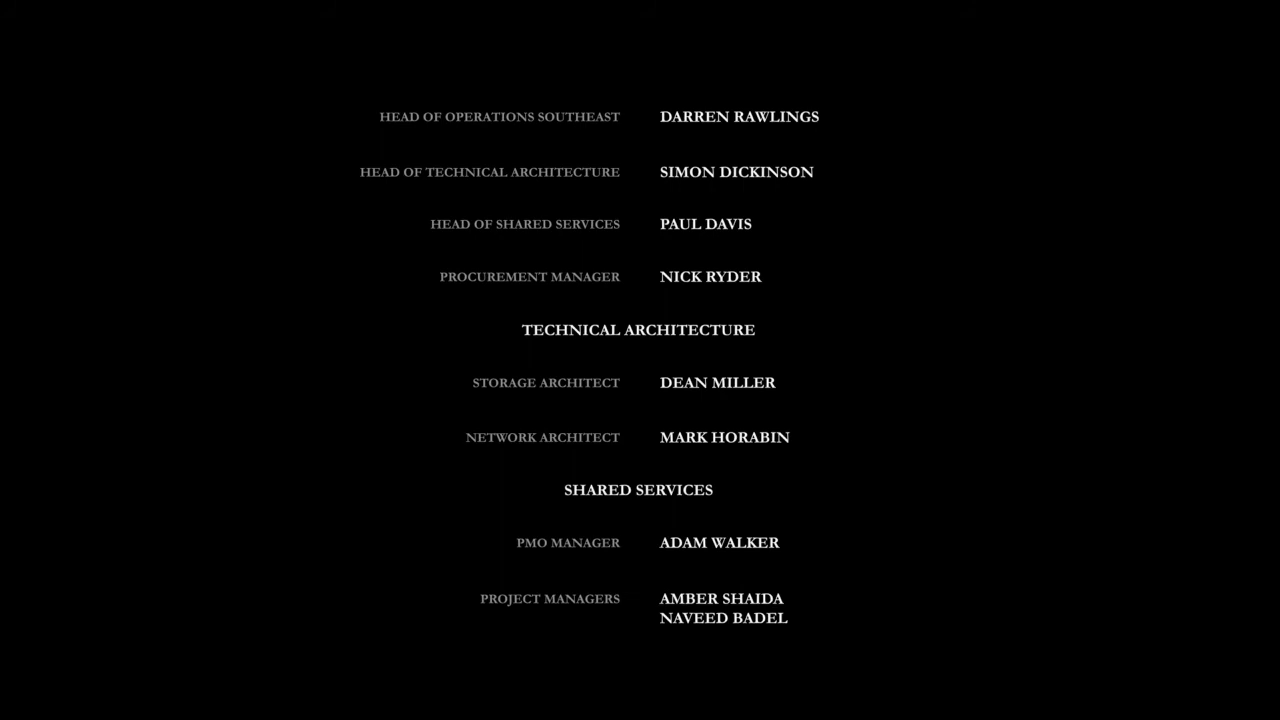 HEAD OF OPERATIONS SOUTHEAST DARREN RAWLINGS
HEAD OF TECHNICAL ARCHITECTURE SIMON DICKINSON
HEAD OF SHARED SERVICES PAUL DAVIS
PROCUREMENT MANAGER NICK RYDER
TECHNICAL ARCHITECTURE
STORAGE ARCHITECT DEAN MILLER
NETWORK ARCHITECT MARK HORABIN
SHARED SERVICES
PMO MANAGER ADAM WALKER
PROJECT MANAGERS AMBER SHAIDA
NAVEED BADEL